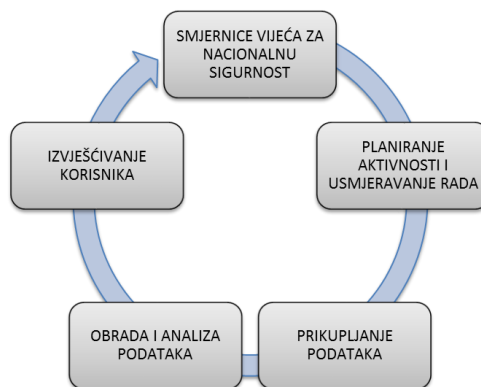 SMJERNICE VIJEĆA ZA
NACIONALNU
SIGURNOST
PLANIRANJE
AKTIVNOSTI I
USMJERAVANJE RADA
PRIKUPLJANJE
PODATAKA
OBRADA I ANALIZA
PODATAKA
IZVJEŠĆIVANJE
KORISNIKA